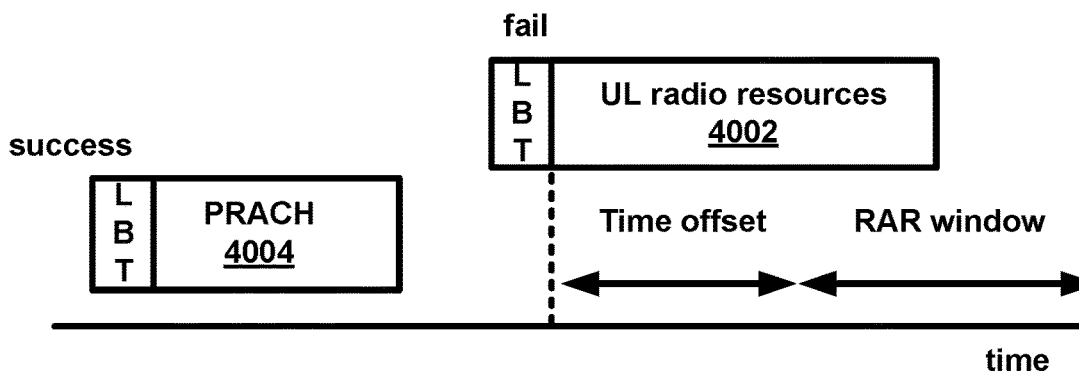 fail
L
B
T
UL radio resources
4002
success
L
B
T
PRACH
4004
Time offset
RAR window
time